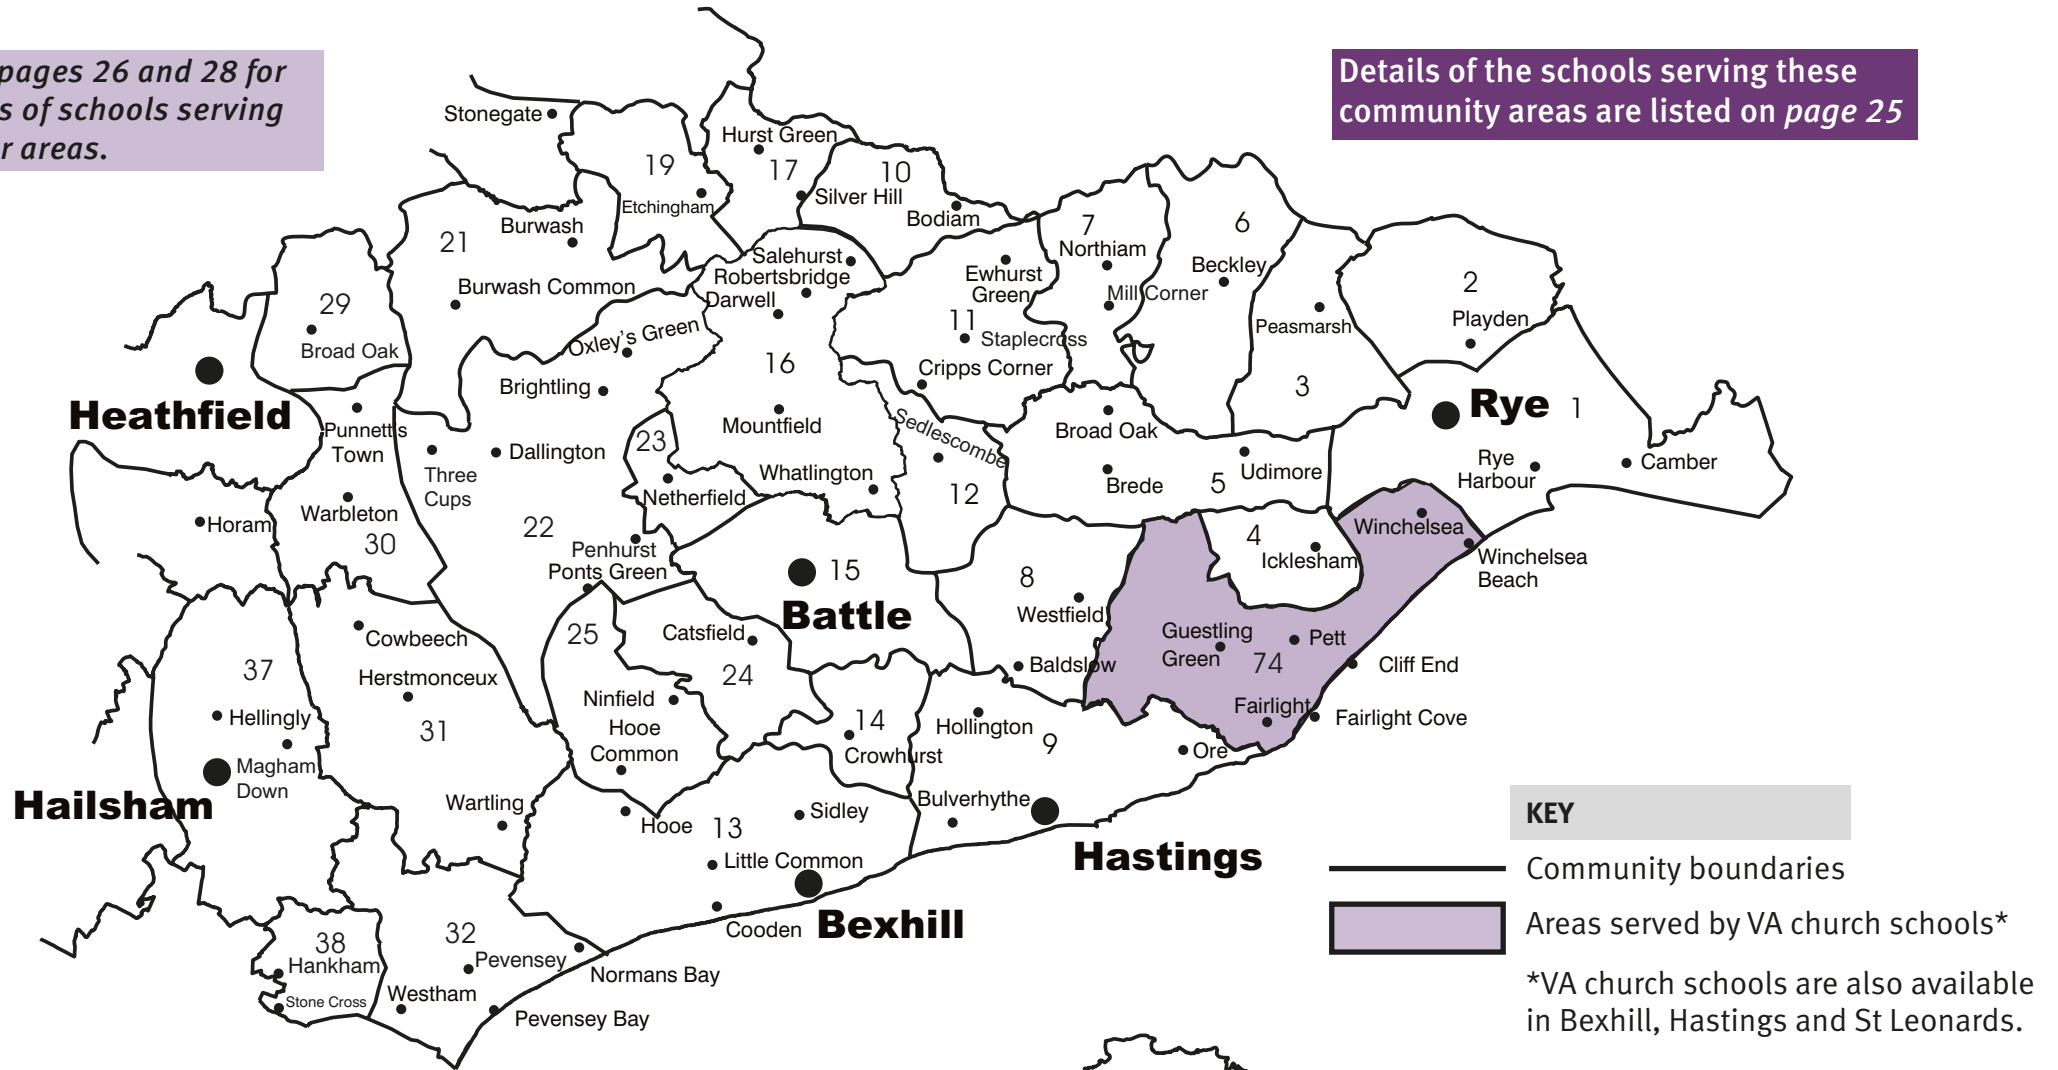 pages 26 and 28 for
s of schools serving
r areas.
Details of the schools serving these
community areas are listed on page 25
Stonegate
Hurst Green
19
17
10
Etchingham
Silver Hill
Bodiam
21
Burwash
Burwash Common
Salehurst
Robertsbridge
Darwell
Ewhurst
Green
7
Northiam
Mill Corner
6
Beckley
2
Playden
Peasmarsh
3
29
Broad Oak
Oxley's Green
11
Staplecross
Cripps Corner
16
Brightling
Heathfield
Rye
1
Punnetts
Town
Mountfield
Sedlescombe
Broad Oak
23
Dallington
Three
Cups
Whatlington
Netherfield
12
Brede
5
Udimore
Rye
Harbour
Camber
Horam
Warbleton
30
22
Penhurst
Ponts Green
15
Battle
4
Icklesham
Winchelsea
Winchelsea
Beach
8
Westfield
Cowbeech
25
Catsfield
24
Guestling
Green
74
Pett
Baldslow
Cliff End
37
Herstmonceux
31
Hellingly
Ninfield
Hooe
Common
14
Crowhurst
Hollington
9
Fairlight
Fairlight Cove
Ore
Magham
Down
Hailsham
Wartling
Hooe
13
Sidley
Bulverhythe
Hastings
Little Common
Cooden
Bexhill
38
Hankham
Stone Cross
32
Pevensey
Westham
Normans Bay
Pevensey Bay
KEY
Community boundaries
Areas served by VA church schools*
*VA church schools are also available
in Bexhill, Hastings and St Leonards.